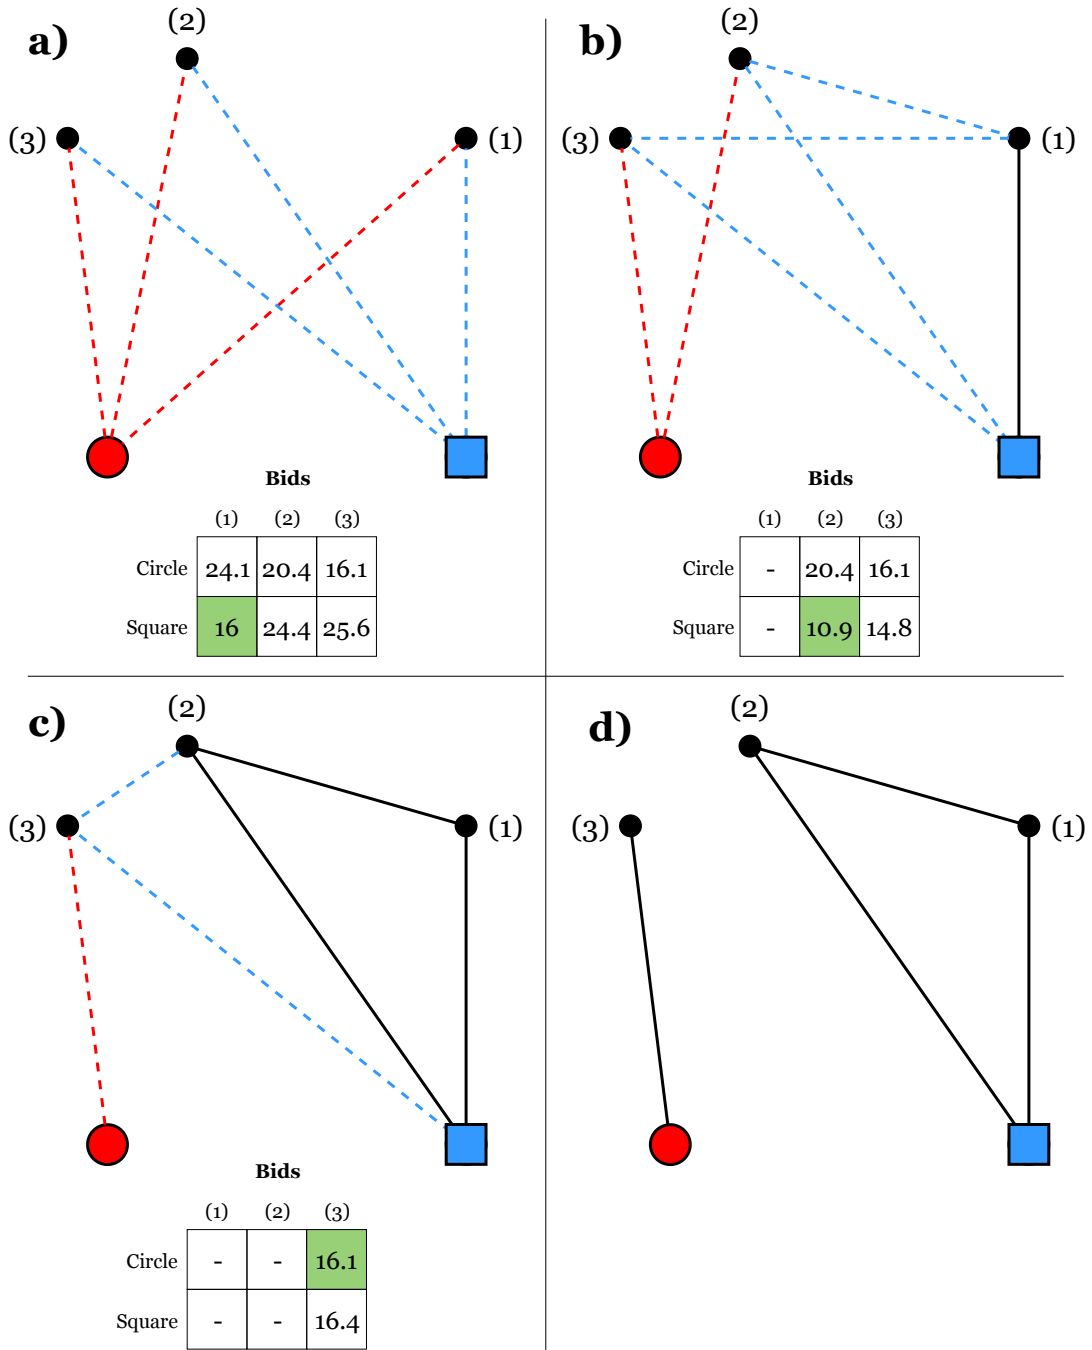 a)
(2)
(3)
(1)
Bids
(1) (2) (3)
Circle 24.1 20.4 16.1
Square 16 24.4 25.6
b)
(2)
(3)
(1)
Bids
(1) (2) (3)
Circle - 20.4 16.1
Square - 10.9 14.8
c)
(2)
(3)
(1)
Bids
(1) (2) (3)
Circle - - 16.1
Square - - 16.4
d)
(2)
(3)
(1)